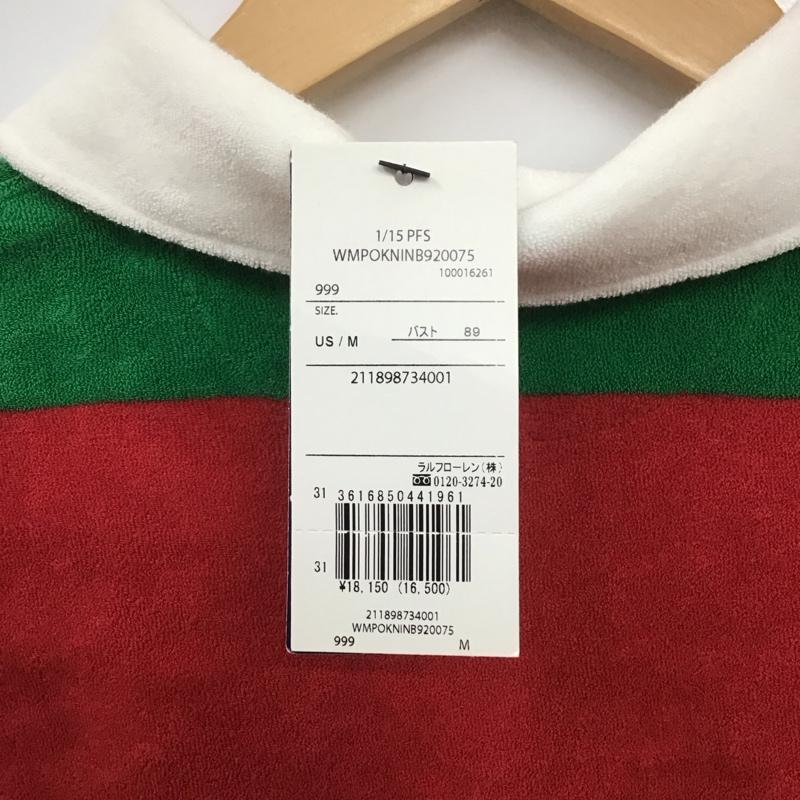 1/15 PFS
WMPOKNINB920075
100016261
999
SIZE.
US / M バスト 89
211898734001
ラルフローレン(株)
0120-3274-20
31 3616850441961
31
¥18,150 (16,500)
211898734001
WMPOKNINB920075
999 M